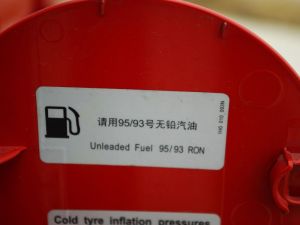 请用95/93号无铅汽油
Unleaded Fuel 95/93 RON
Cold tyre inflation pressures